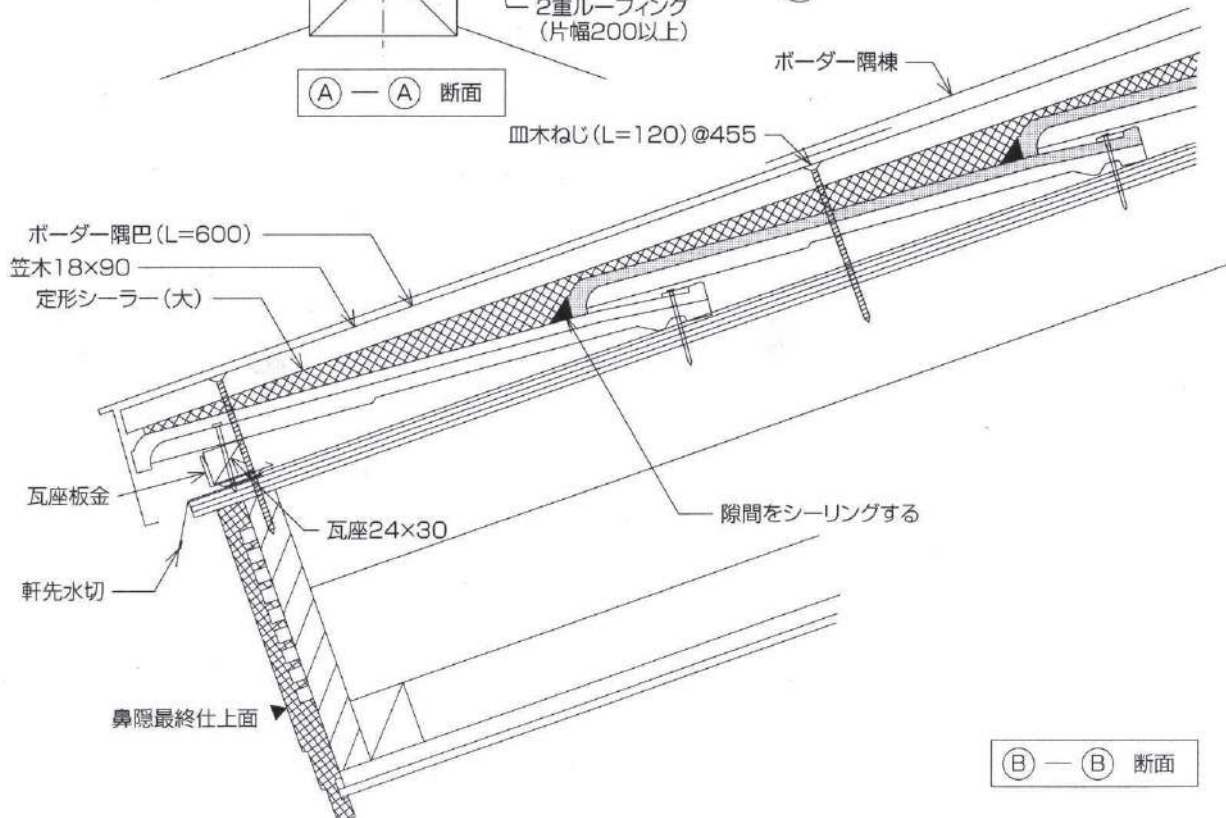 2重ルーフィング
(片幅200以上)
Ⓐ — Ⓐ 断面
ボーダー隅棟
皿木ねじ(L=120)@455
ボーダー隅巴(L=600)
笠木18×90
定形シーラー(大)
瓦座板金
瓦座24×30
隙間をシーリングする
軒先水切
鼻隠最終仕上面
Ⓑ — Ⓑ 断面